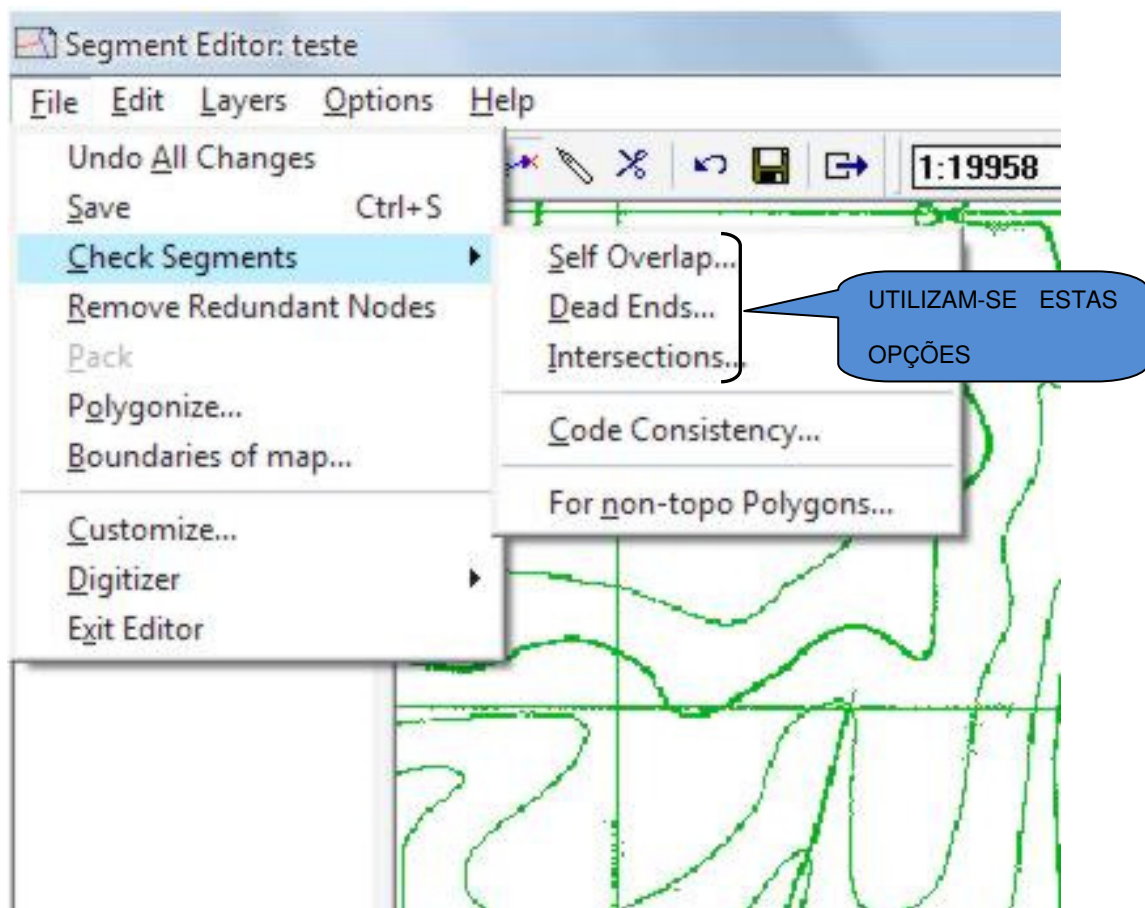 Segment Editor: teste
File Edit Layers Options Help
Undo All Changes
Save Ctrl+S
Check Segments
Remove Redundant Nodes
Pack
Polygonize...
Boundaries of map...
Customize...
Digitizer
Exit Editor
1:19958
Self Overlap...
Dead Ends...
Intersections...
Code Consistency...
For non-topo Polygons...
UTILIZAM-SE ESTAS
OPÇÕES